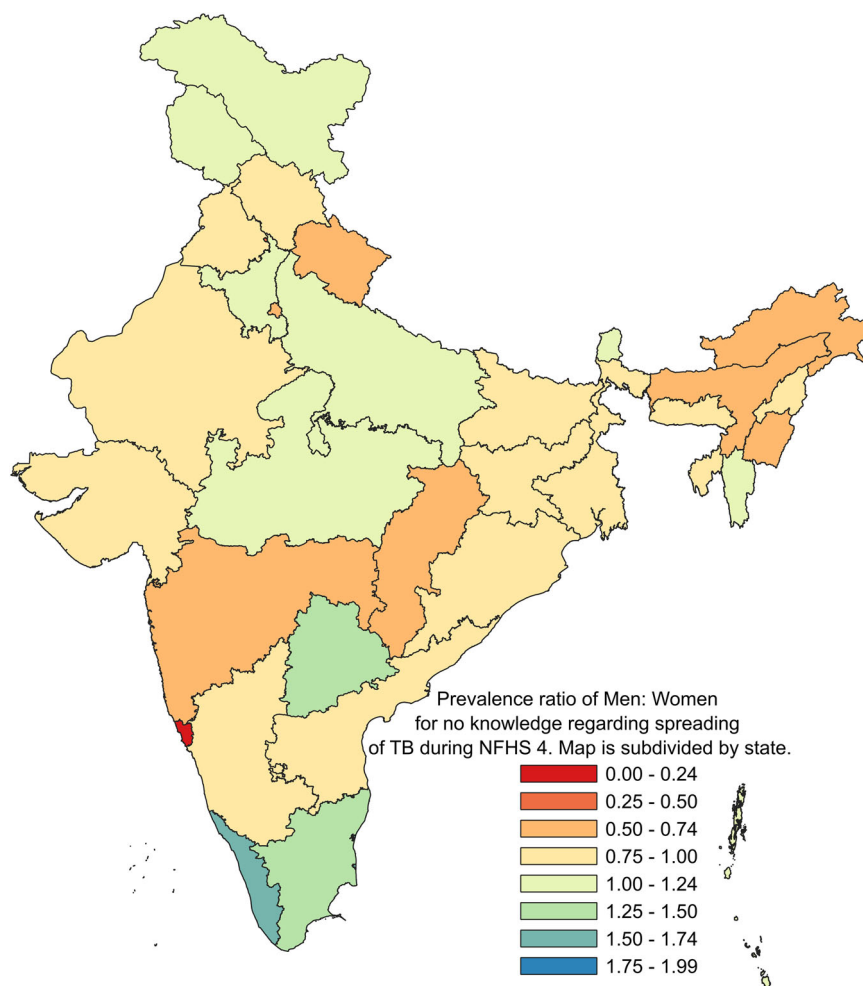 Prevalence ratio of Men: Women
for no knowledge regarding spreading
of TB during NFHS 4. Map is subdivided by state.
0.00 - 0.24
0.25 - 0.50
0.50 - 0.74
0.75 - 1.00
1.00 - 1.24
1.25 - 1.50
1.50 - 1.74
1.75 - 1.99